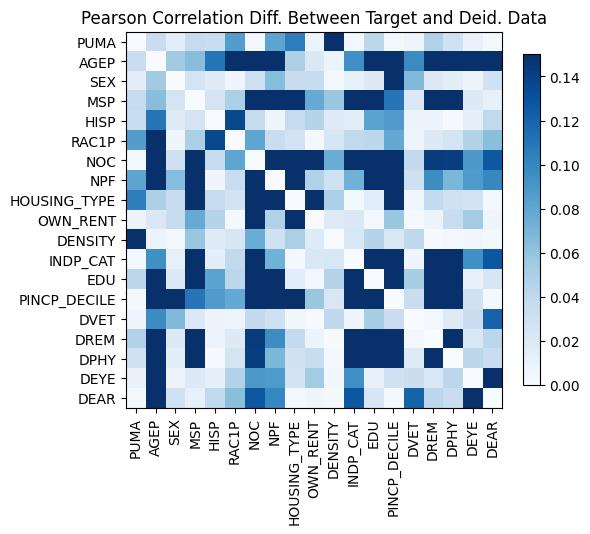 Pearson Correlation Diff. Between Target and Deid. Data
PUMA
AGEP
SEX
MSP
HISP
RAC1P
NOC
NPF
HOUSING_TYPE
OWN_RENT
DENSITY
INDP_CAT
EDU
PINCP_DECILE
DVET
DREM
DPHY
DEYE
DEAR
PUMA
AGEP
SEX
MSP
HISP
RAC1P
NOC
NPF
HOUSING_TYPE
OWN_RENT
DENSITY
INDP_CAT
EDU
PINCP_DECILE
DVET
DREM
DPHY
DEYE
DEAR
0.14
0.12
0.10
0.08
0.06
0.04
0.02
0.00